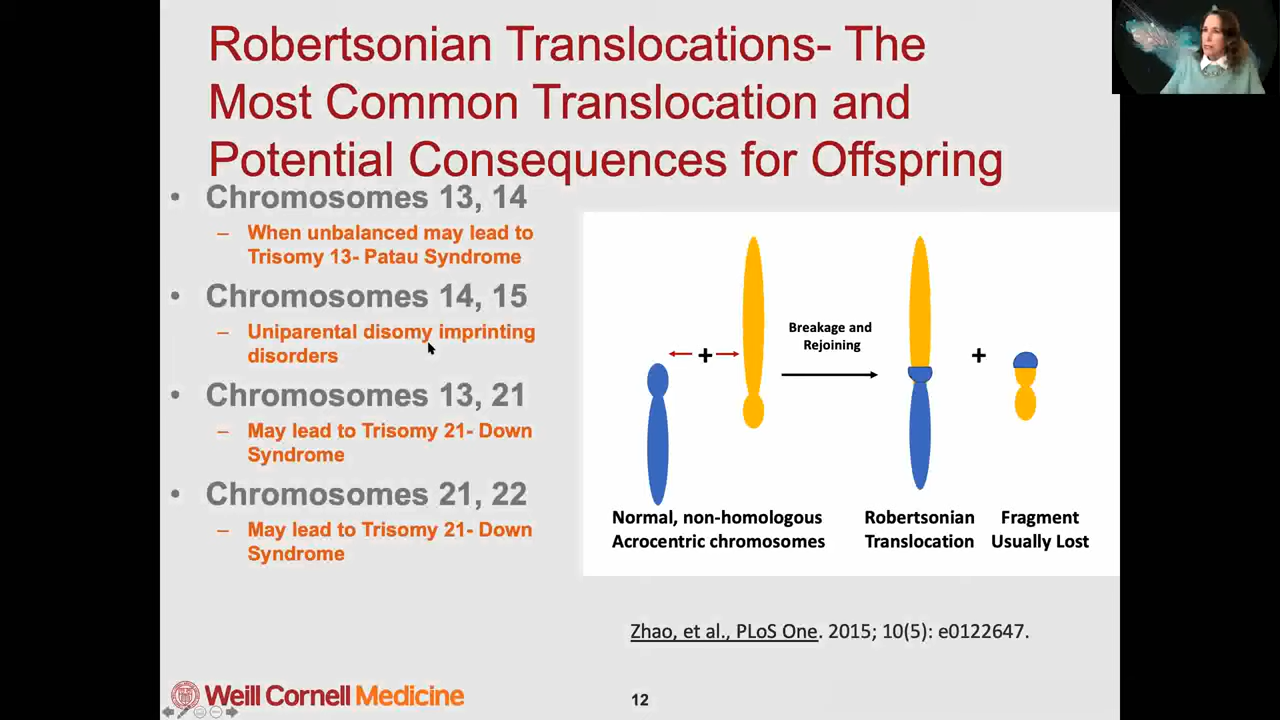 Robertsonian Translocations- The
Most Common Translocation and
Potential Consequences for Offspring
• Chromosomes 13, 14
– When unbalanced may lead to
Trisomy 13- Patau Syndrome
• Chromosomes 14, 15
– Uniparental disomy imprinting
disorders
• Chromosomes 13, 21
– May lead to Trisomy 21- Down
Syndrome
• Chromosomes 21, 22
– May lead to Trisomy 21- Down
Syndrome
+
Breakage and
Rejoining
+
Normal, non-homologous
Acrocentric chromosomes
Robertsonian
Translocation
Fragment
Usually Lost
Zhao, et al., PLoS One. 2015; 10(5): e0122647.
Weill Cornell Medicine
12